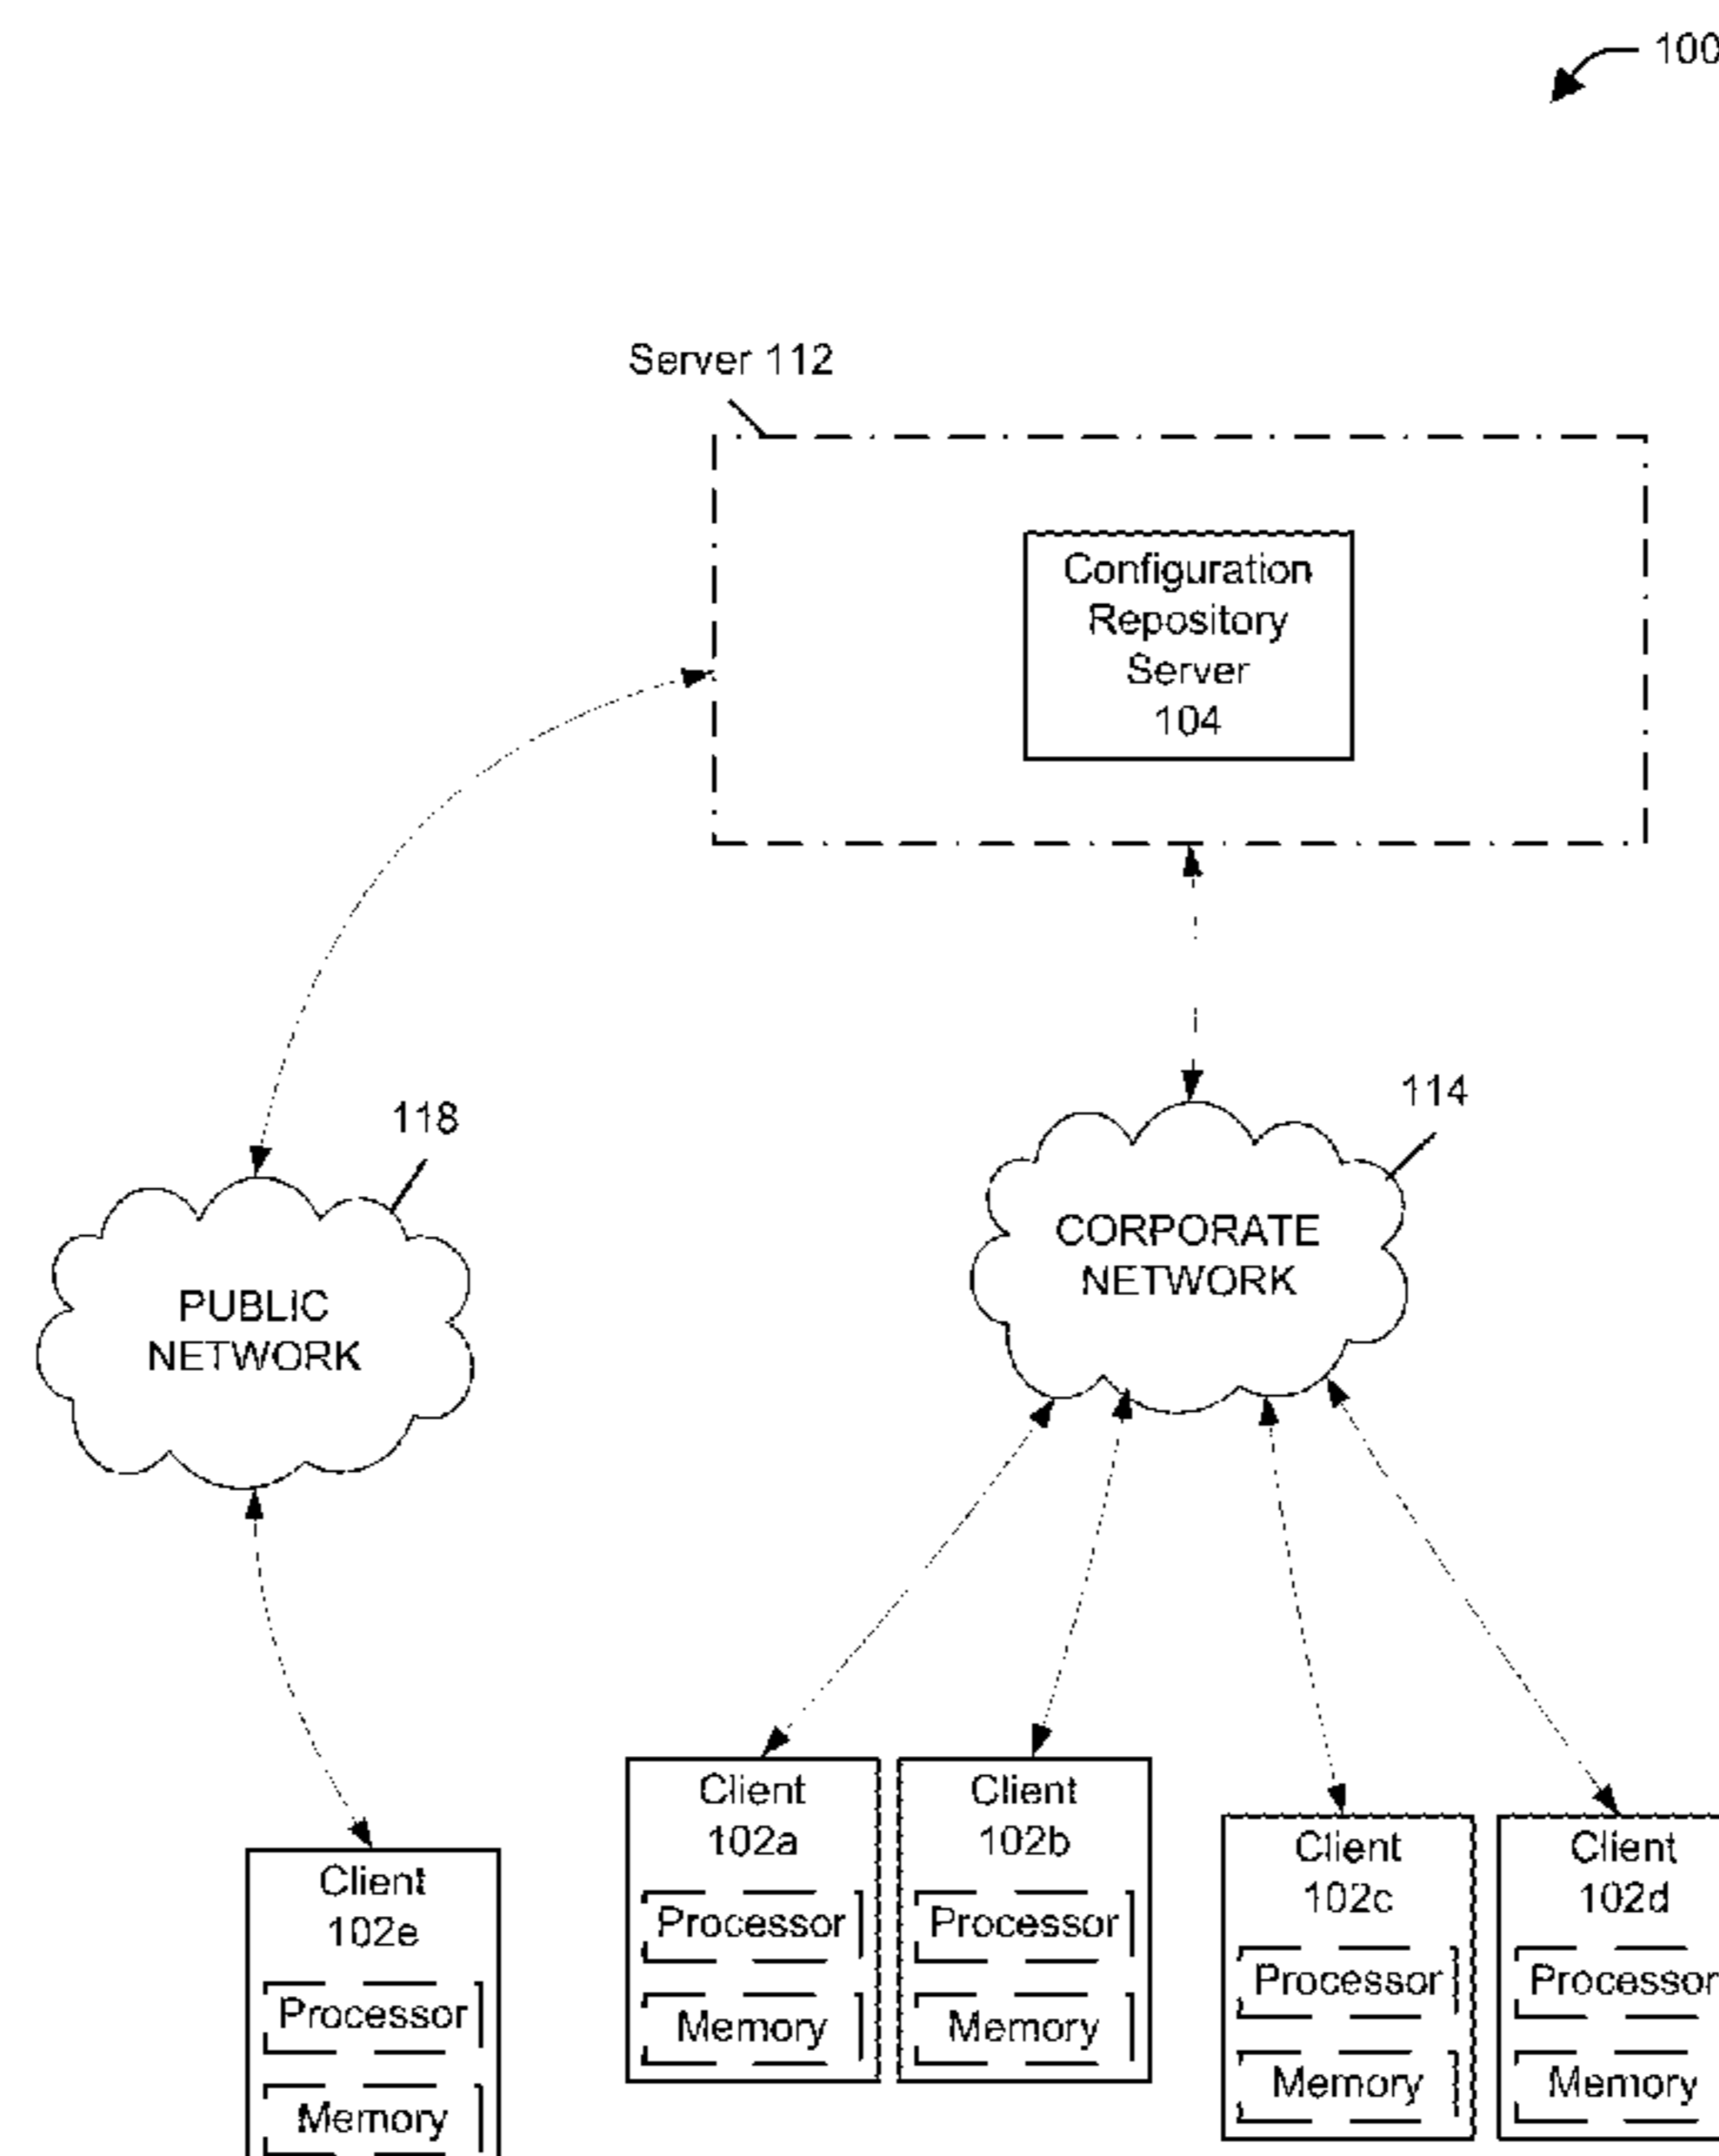 100
Server 112
Configuration
Repository
Server
104
118
114
PUBLIC
NETWORK
CORPORATE
NETWORK
Client
102a
Processor
Memory
Client
102b
Processor
Memory
Client
102c
Processor
Memory
Client
102d
Processor
Memory
Client
102e
Processor
Memory